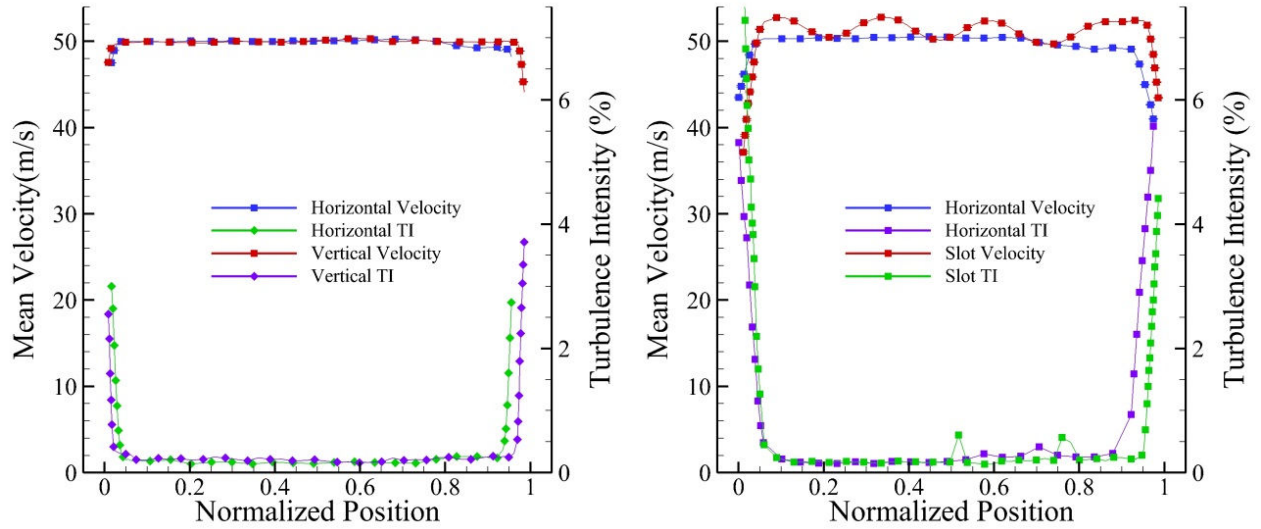 Mean Velocity(m/s)
50
40
30
20
10
0
Horizontal Velocity
Horizontal TI
Vertical Velocity
Vertical TI
6
4
2
0
Turbulence Intensity (%)
0
0.2
0.4
0.6
0.8
1
Normalized Position
Mean Velocity(m/s)
50
40
30
20
10
0
Horizontal Velocity
Horizontal TI
Slot Velocity
Slot TI
6
4
2
0
Turbulence Intensity (%)
0
0.2
0.4
0.6
0.8
1
Normalized Position